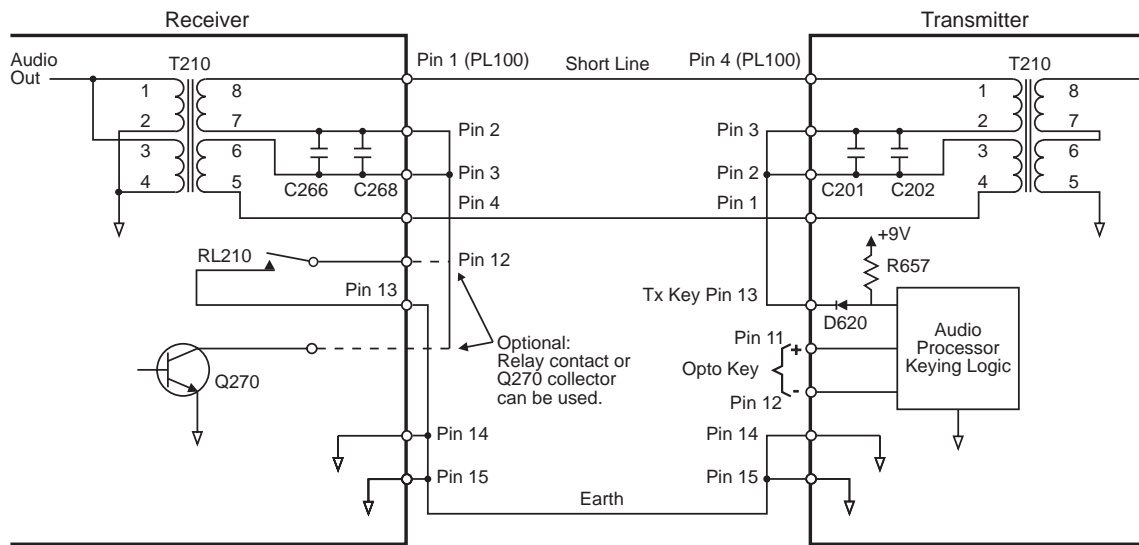 Receiver
Transmitter
Audio
Out
T210
1
2
3
4
8
7
6
5
C266
C268
Pin 1 (PL100)
Short Line
Pin 4 (PL100)
Pin 2
Pin 3
Pin 4
Pin 3
Pin 2
Pin 1
T210
1
2
3
4
8
7
6
5
C201
C202
RL210
Pin 12
Pin 13
Q270
Optional:
Relay contact or
Q270 collector
can be used.
+9V
R657
Tx Key Pin 13
D620
Pin 11
+
Opto Key
-
Pin 12
Audio
Processor
Keying Logic
Pin 14
Pin 15
Earth
Pin 14
Pin 15